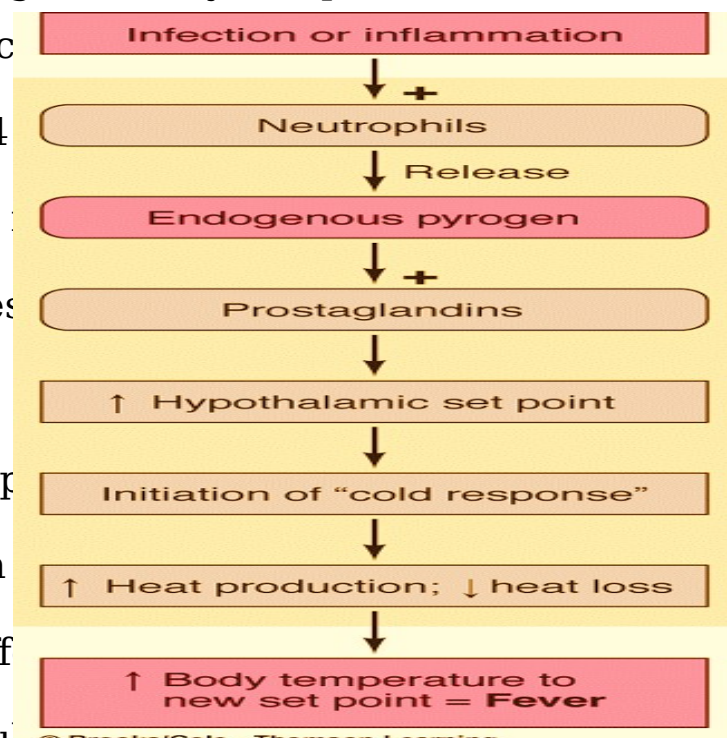 Infection or inflammation
+
Neutrophils
Release
Endogenous pyrogen
+
Prostaglandins
↑ Hypothalamic set point
Initiation of “cold response”
↑ Heat production; ↓ heat loss
↑ Body temperature to
new set point = Fever